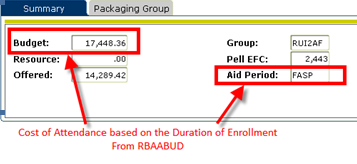 Summary Packaging Group
Budget: 17,448.36 Group: RUI2AF
Resource: .00 Pell EFC: 2,443
Offered: 14,289.42 Aid Period: FASP
Cost of Attendance based on the Duration of Enrollment
From RBAABUD